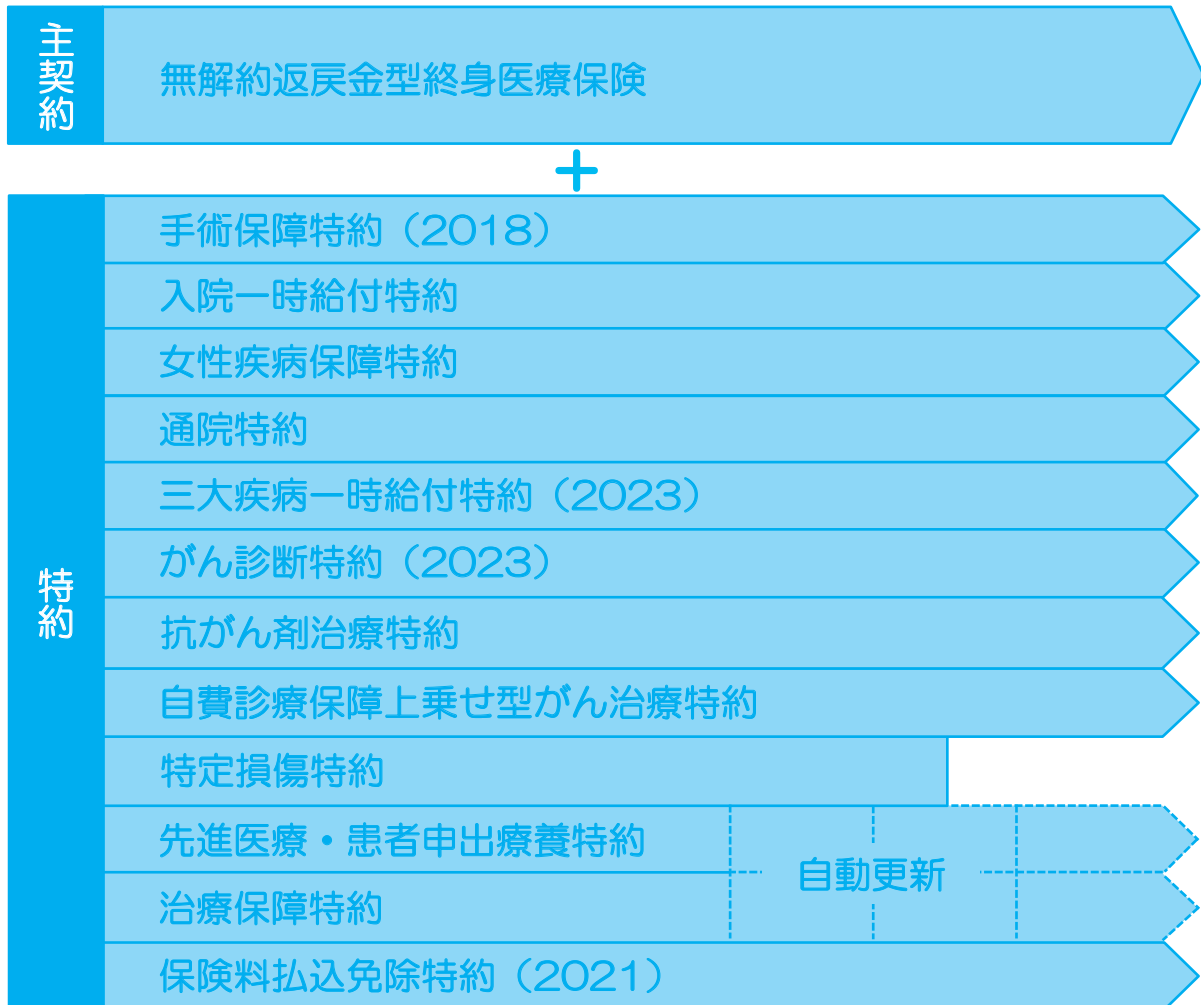 主契約
無解約返戻金型終身医療保険
+
特約
手術保障特約（2018）
入院一時給付特約
女性疾病保障特約
通院特約
三大疾病一時給付特約（2023）
がん診断特約（2023）
抗がん剤治療特約
自費診療保障上乗せ型がん治療特約
特定損傷特約
先進医療・患者申出療養特約
自動更新
治療保障特約
保険料払込免除特約（2021）